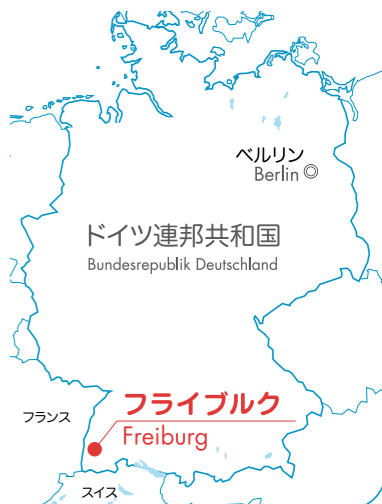 ベルリン
Berlin
ドイツ連邦共和国
Bundesrepublik Deutschland
フライブルク
Freiburg
フランス
スイス